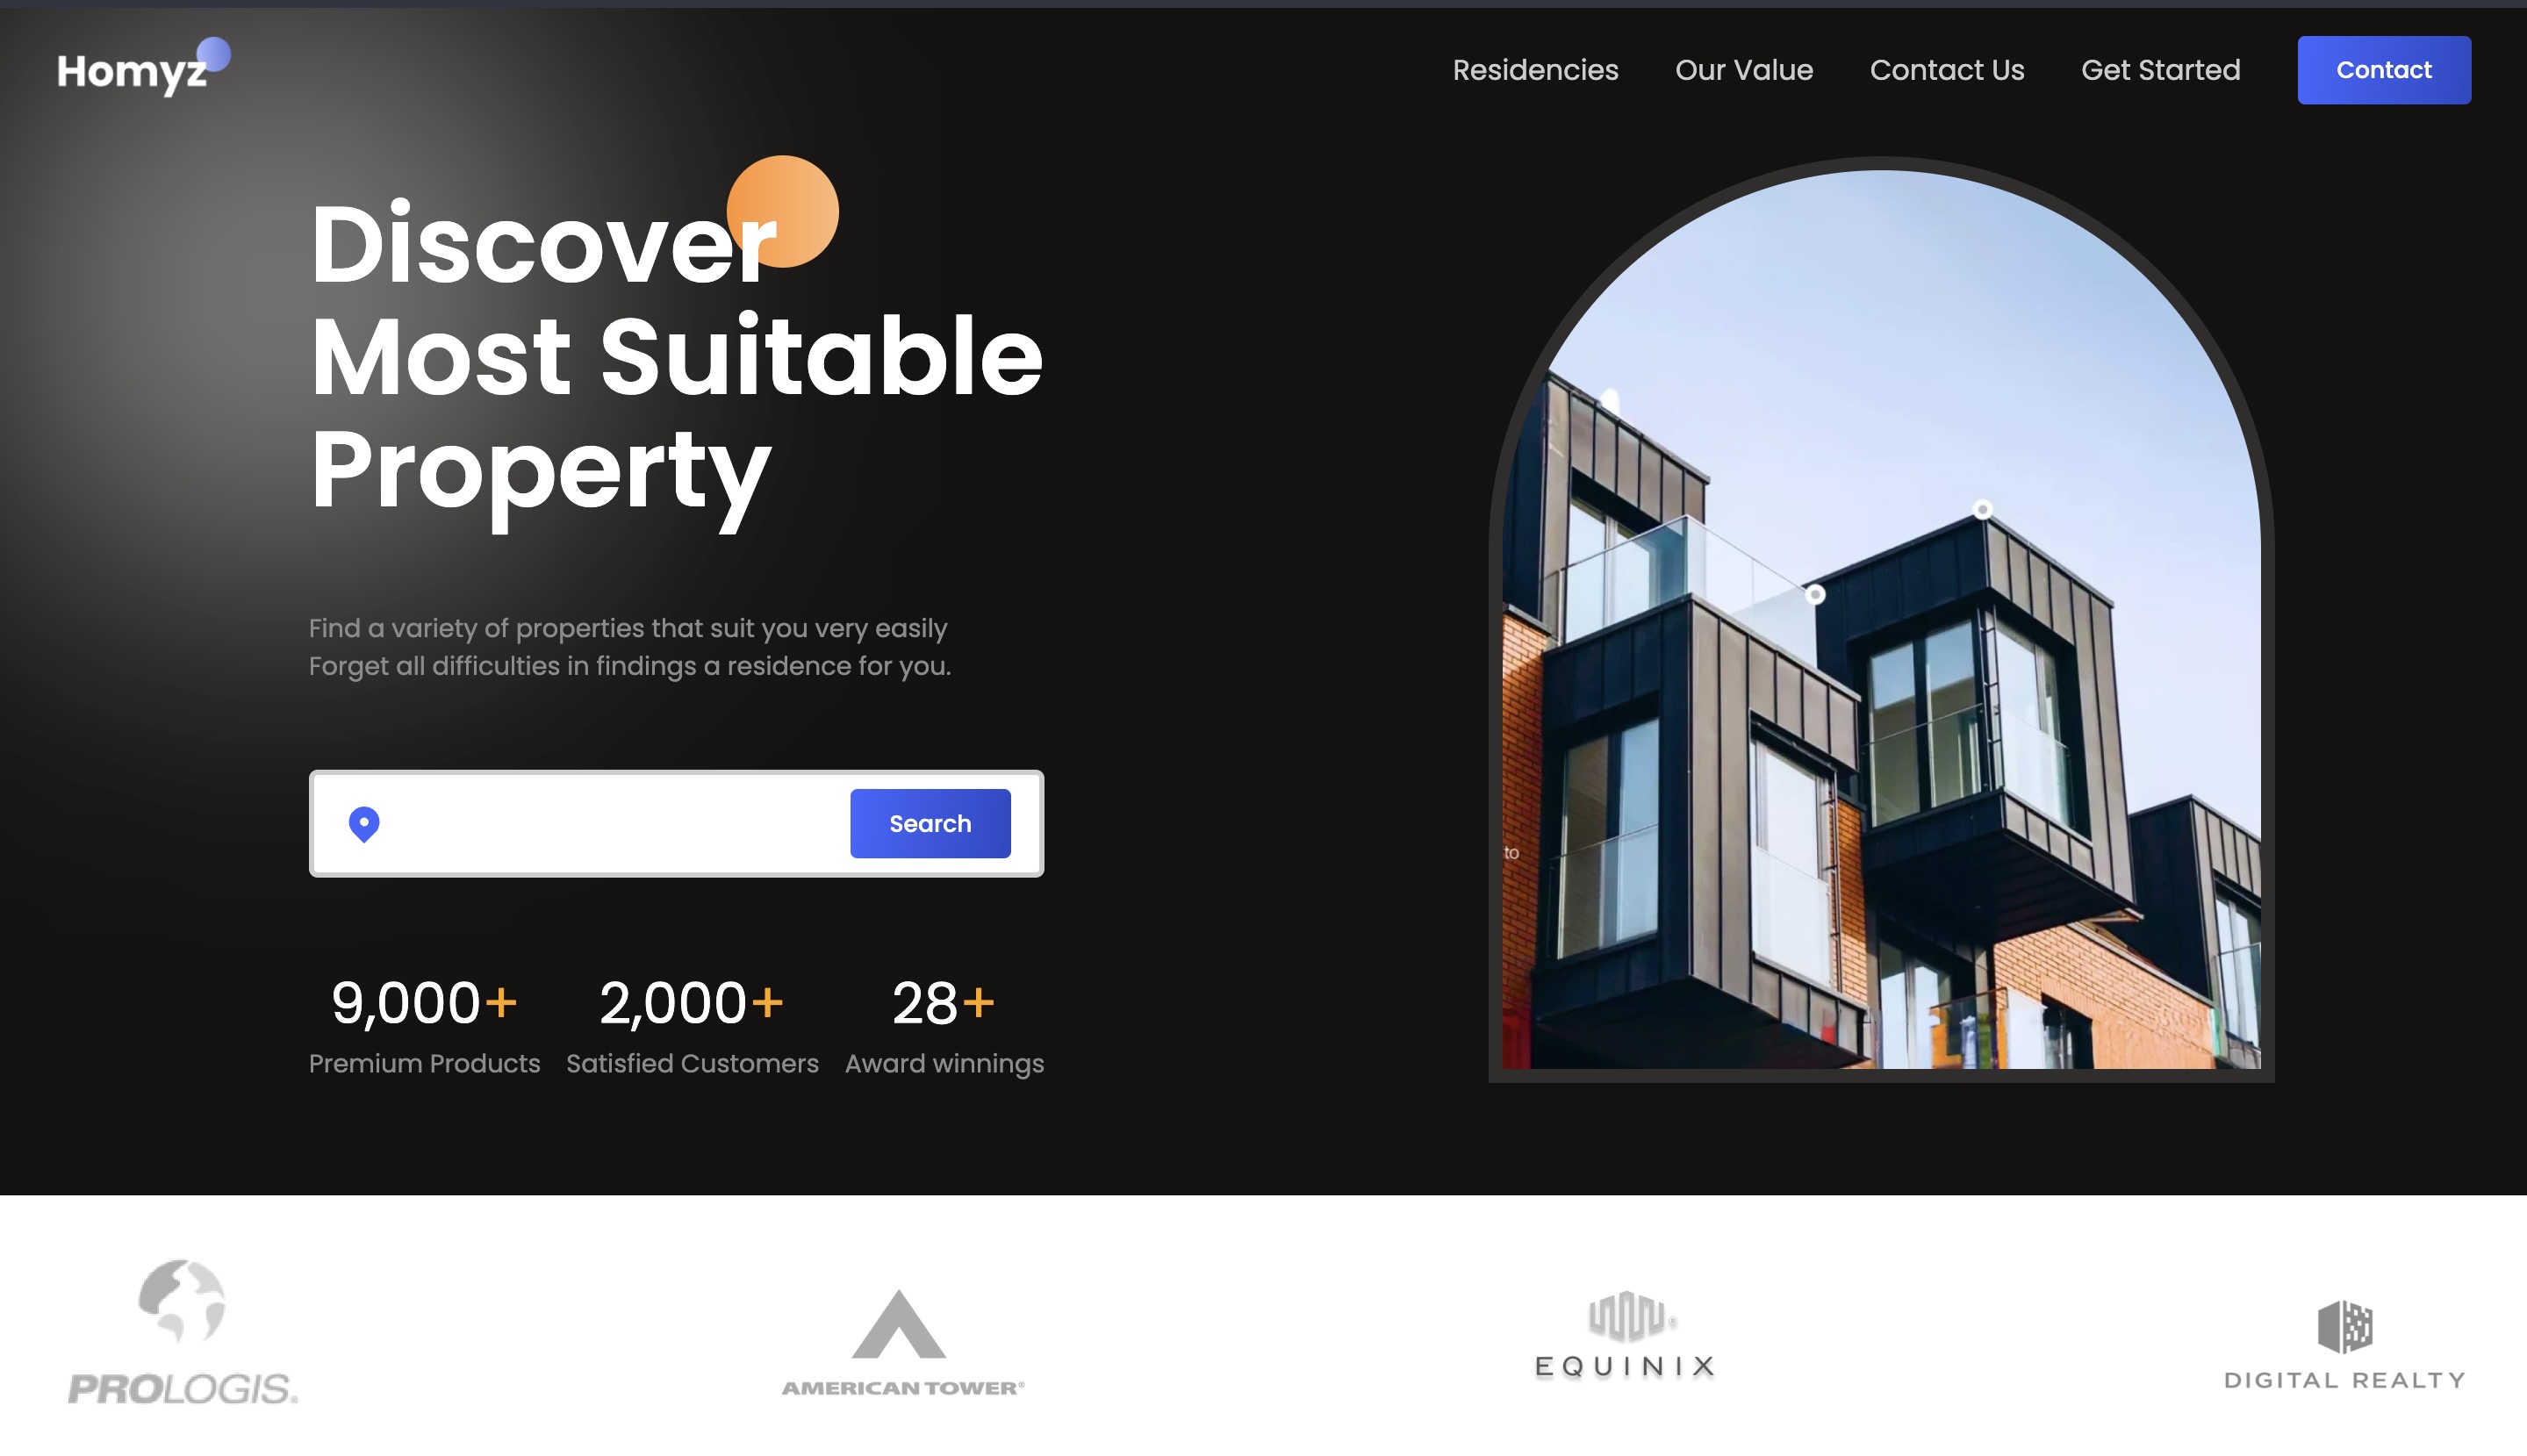 Homyz
Residencies
Our Value
Contact Us
Get Started
Contact
Discover
Most Suitable
Property
Find a variety of properties that suit you very easily
Forget all difficulties in findings a residence for you.
Search
to
9,000+
2,000+
28+
Premium Products
Satisfied Customers
Award winnings
PROLOGIS®
AMERICAN TOWER®
®
EQUINIX
DIGITAL REALTY